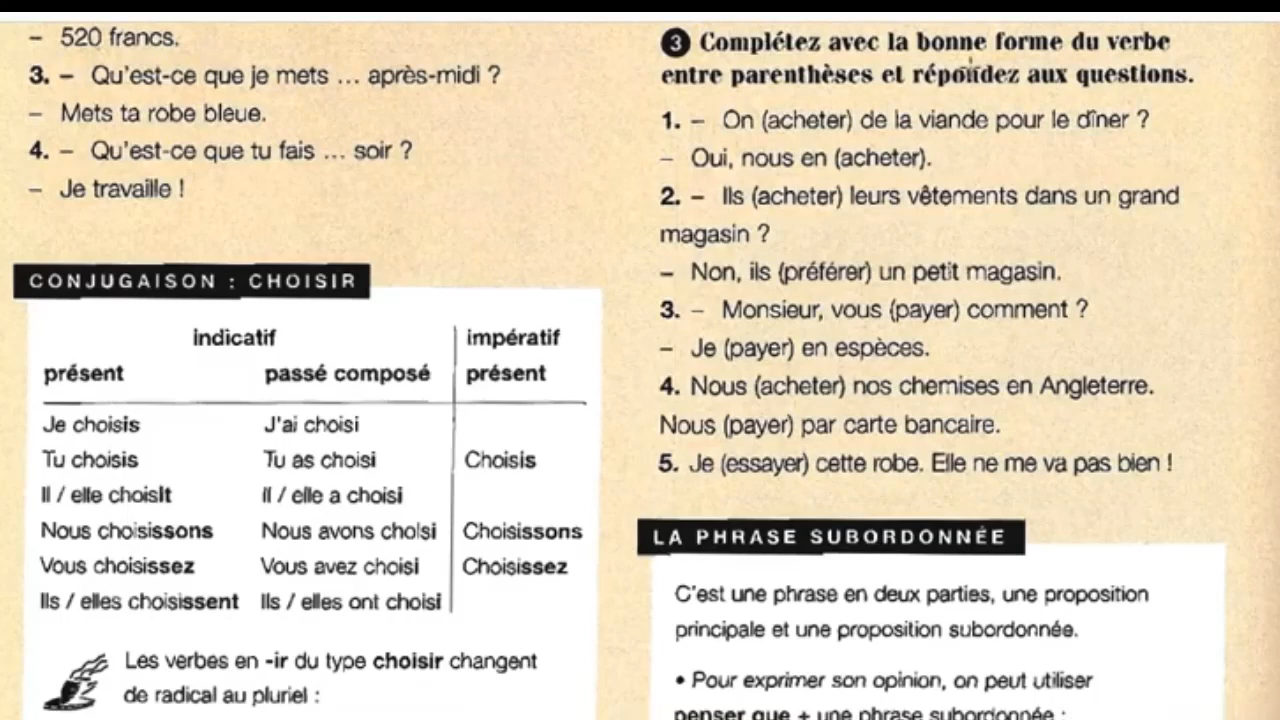 – 520 francs.
3. – Qu'est-ce que je mets ... après-midi ?
– Mets ta robe bleue.
4. – Qu'est-ce que tu fais ... soir ?
– Je travaille !
CONJUGAISON : CHOISIR
indicatif impératif
présent passé composé présent
Je choisis J'ai choisi
Tu choisis Tu as choisi Choisis
Il / elle choisit Il / elle a choisi
Nous choisissons Nous avons choisi Choisissons
Vous choisissez Vous avez choisi Choisissez
Ils / elles choisissent Ils / elles ont choisi
Les verbes en -ir du type choisir changent
de radical au pluriel :
3 Complétez avec la bonne forme du verbe
entre parenthèses et répondez aux questions.
1. – On (acheter) de la viande pour le dîner ?
– Oui, nous en (acheter).
2. – Ils (acheter) leurs vêtements dans un grand
magasin ?
– Non, ils (préférer) un petit magasin.
3. – Monsieur, vous (payer) comment ?
– Je (payer) en espèces.
4. Nous (acheter) nos chemises en Angleterre.
Nous (payer) par carte bancaire.
5. Je (essayer) cette robe. Elle ne me va pas bien !
LA PHRASE SUBORDONNÉE
C'est une phrase en deux parties, une proposition
principale et une proposition subordonnée.
• Pour exprimer son opinion, on peut utiliser
penser que + une phrase subordonnée :